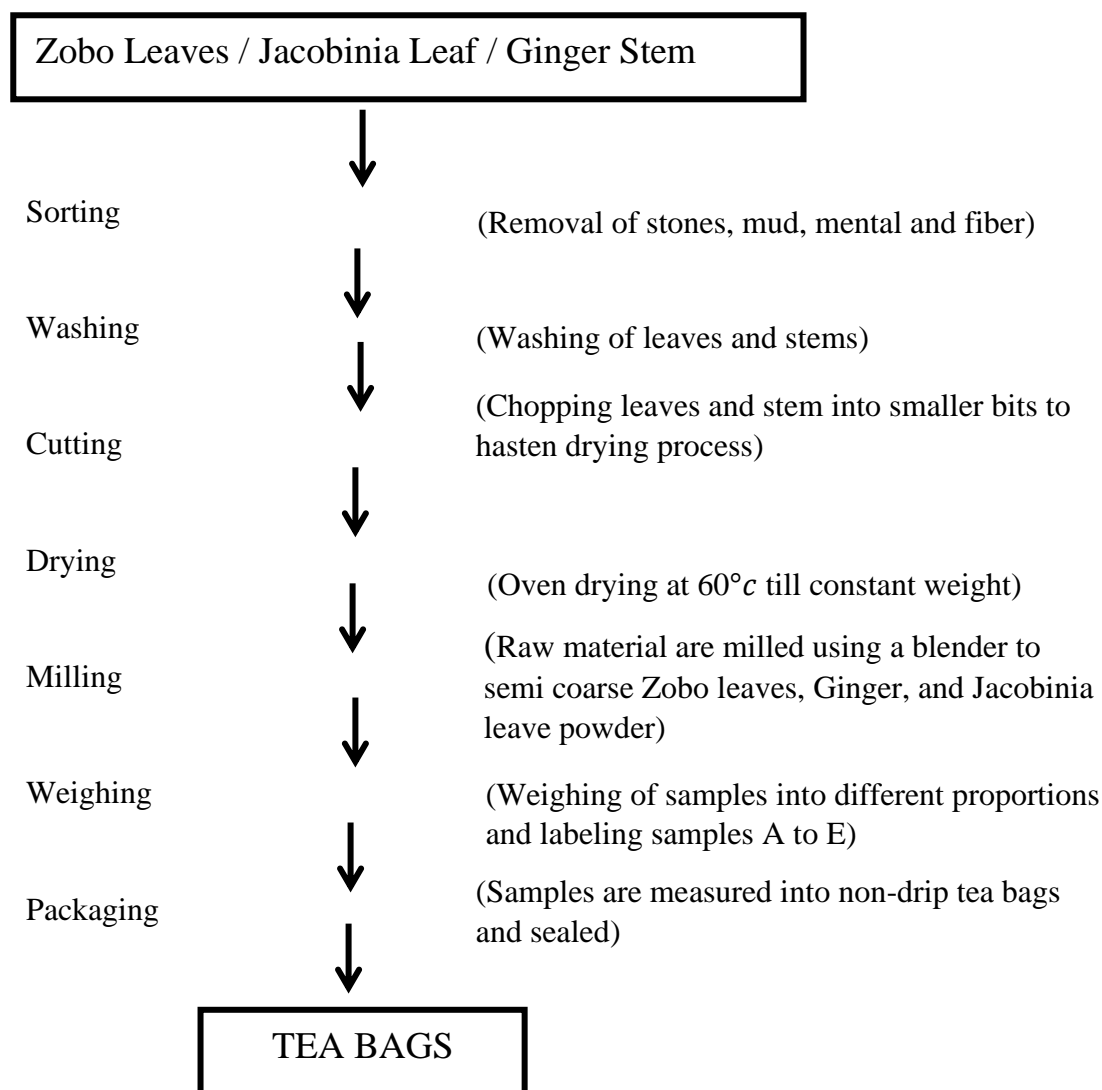 Zobo Leaves / Jacobinia Leaf / Ginger Stem
Sorting
(Removal of stones, mud, mental and fiber)
Washing
(Washing of leaves and stems)
Cutting
(Chopping leaves and stem into smaller bits to
hasten drying process)
Drying
(Oven drying at 60°c till constant weight)
Milling
(Raw material are milled using a blender to
semi coarse Zobo leaves, Ginger, and Jacobinia
leave powder)
Weighing
(Weighing of samples into different proportions
and labeling samples A to E)
Packaging
(Samples are measured into non-drip tea bags
and sealed)
TEA BAGS